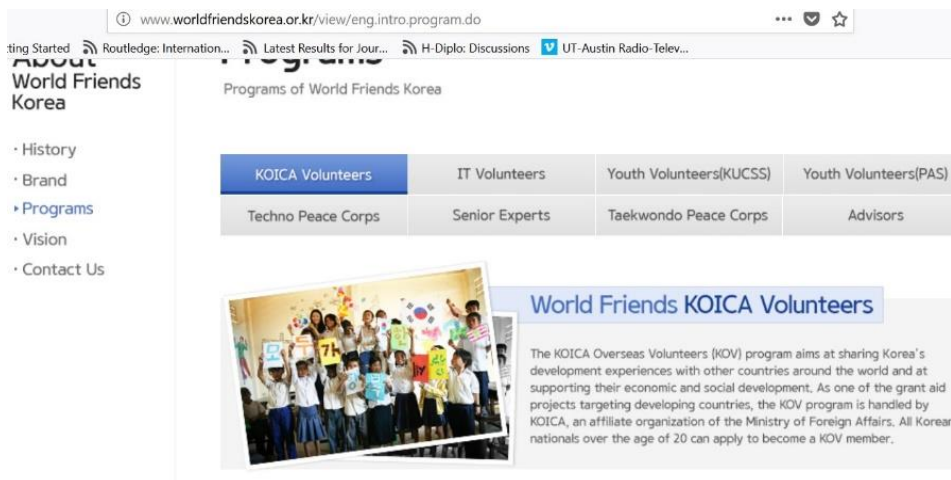 www.worldfriendskorea.or.kr/view/eng.intro.program.do
Routledge: Internation... Latest Results for Jour... H-Diplo: Discussions UT-Austin Radio-Telev...
About
World Friends
Korea
· History
· Brand
Programs
· Vision
· Contact Us
Programs
Programs of World Friends Korea
KOICA Volunteers IT Volunteers Youth Volunteers(KUCSS) Youth Volunteers(PAS)
Techno Peace Corps Senior Experts Taekwondo Peace Corps Advisors
World Friends KOICA Volunteers
The KOICA Overseas Volunteers (KOV) program aims at sharing Korea's
development experiences with other countries around the world and at
supporting their economic and social development. As one of the grant aid
projects targeting developing countries, the KOV program is handled by
KOICA, an affiliate organization of the Ministry of Foreign Affairs. All Korean
nationals over the age of 20 can apply to become a KOV member.